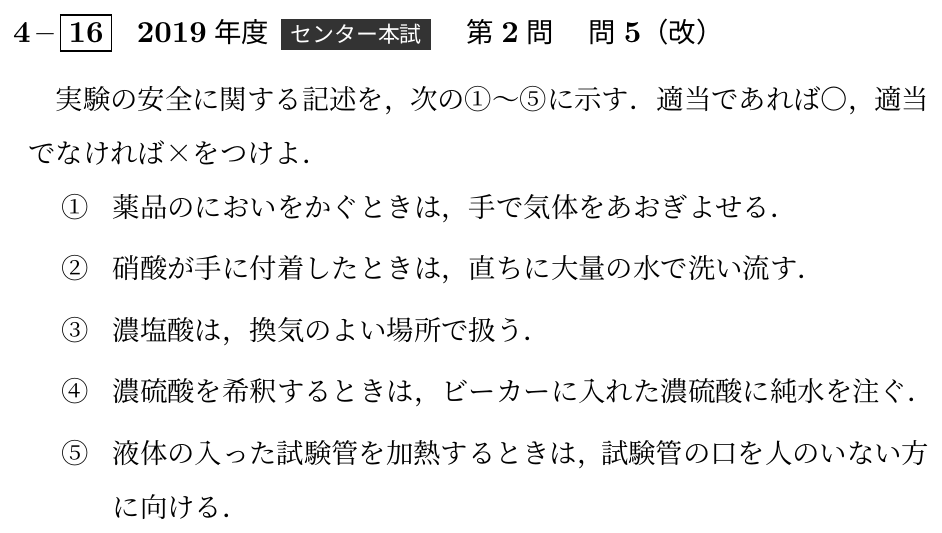 4－16 2019 年度 センター本試 第 2 問 問 5（改）
実験の安全に関する記述を，次の①～⑤に示す．適当であれば○，適当
でなければ×をつけよ．
① 薬品のにおいをかぐときは，手で気体をあおぎよせる．
② 硝酸が手に付着したときは，直ちに大量の水で洗い流す．
③ 濃塩酸は，換気のよい場所で扱う．
④ 濃硫酸を希釈するときは，ビーカーに入れた濃硫酸に純水を注ぐ．
⑤ 液体の入った試験管を加熱するときは，試験管の口を人のいない方
に向ける．